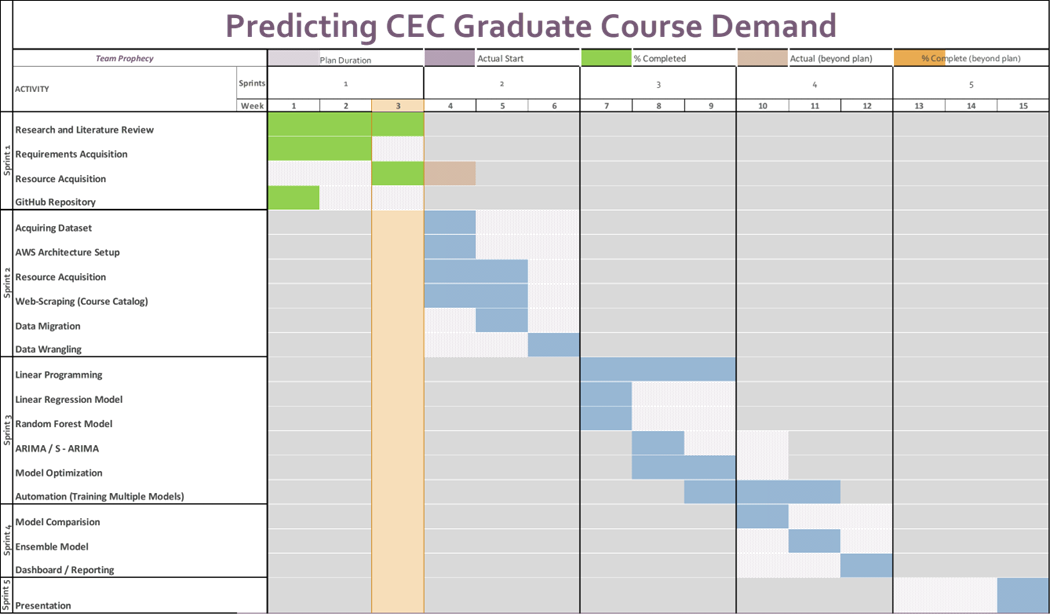 Predicting CEC Graduate Course Demand
Team Prophecy Plan Duration Actual Start % Completed Actual (beyond plan) % Complete (beyond plan)
ACTIVITY Sprints 1 2 3 4 5
Week 1 2 3 4 5 6 7 8 9 10 11 12 13 14 15
Sprint 1
Research and Literature Review
Requirements Acquisition
Resource Acquisition
GitHub Repository
Sprint 2
Acquiring Dataset
AWS Architecture Setup
Resource Acquisition
Web-Scraping (Course Catalog)
Data Migration
Data Wrangling
Sprint 3
Linear Programming
Linear Regression Model
Random Forest Model
ARIMA / S - ARIMA
Model Optimization
Automation (Training Multiple Models)
Sprint 4
Model Comparision
Ensemble Model
Dashboard / Reporting
Sprint 5
Presentation